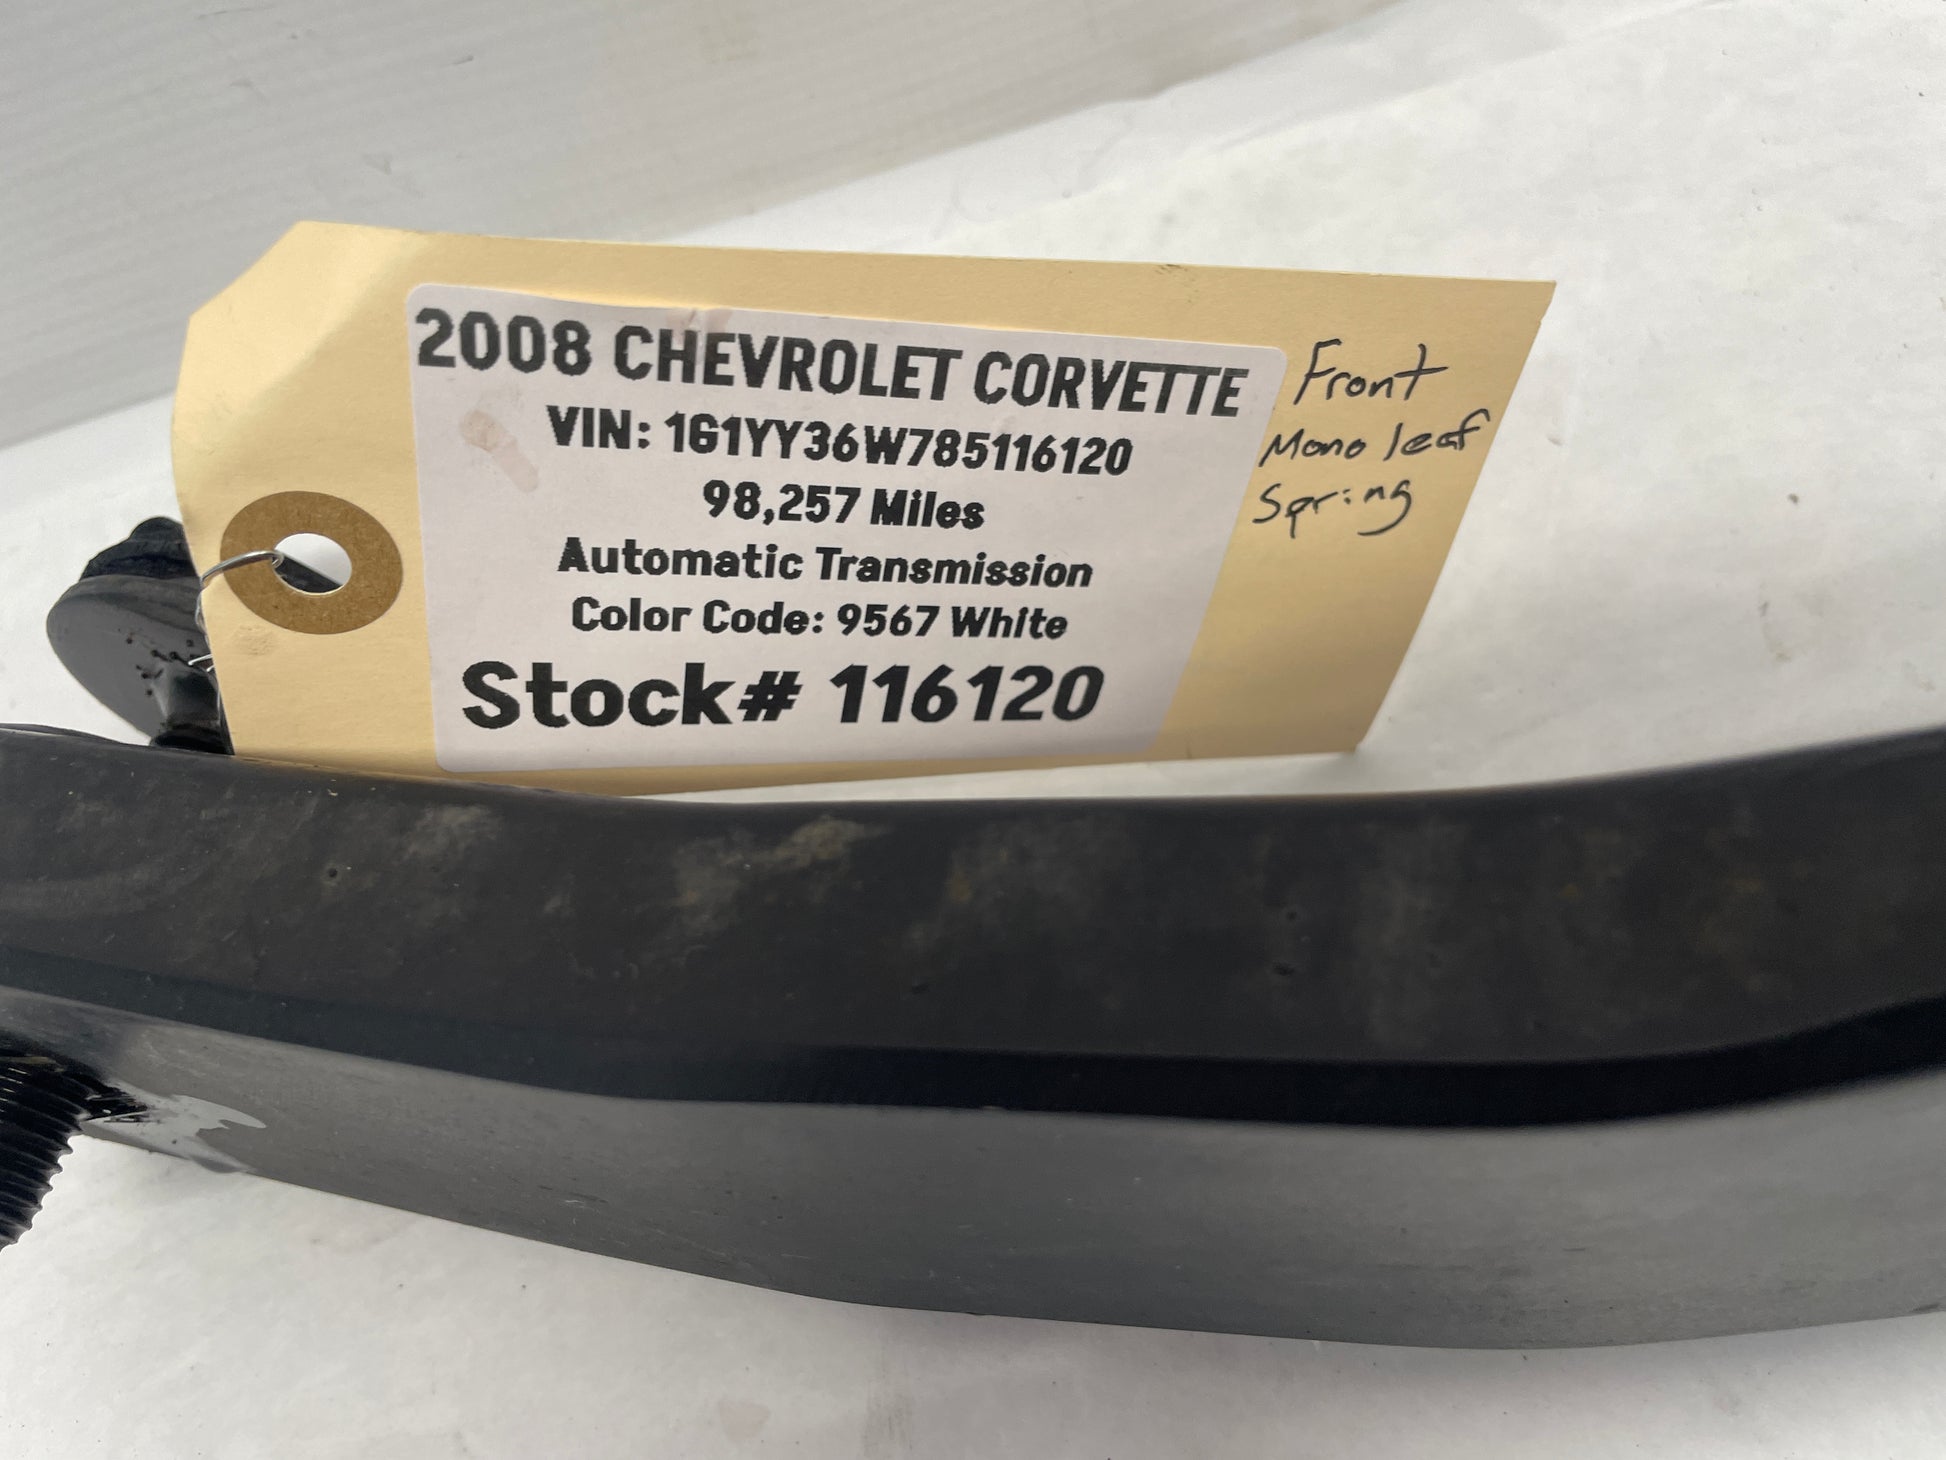 2008 CHEVROLET CORVETTE
VIN: 1G1YY36W785116120
98,257 Miles
Automatic Transmission
Color Code: 9567 White
Stock# 116120
Front
Mono leaf
Spring